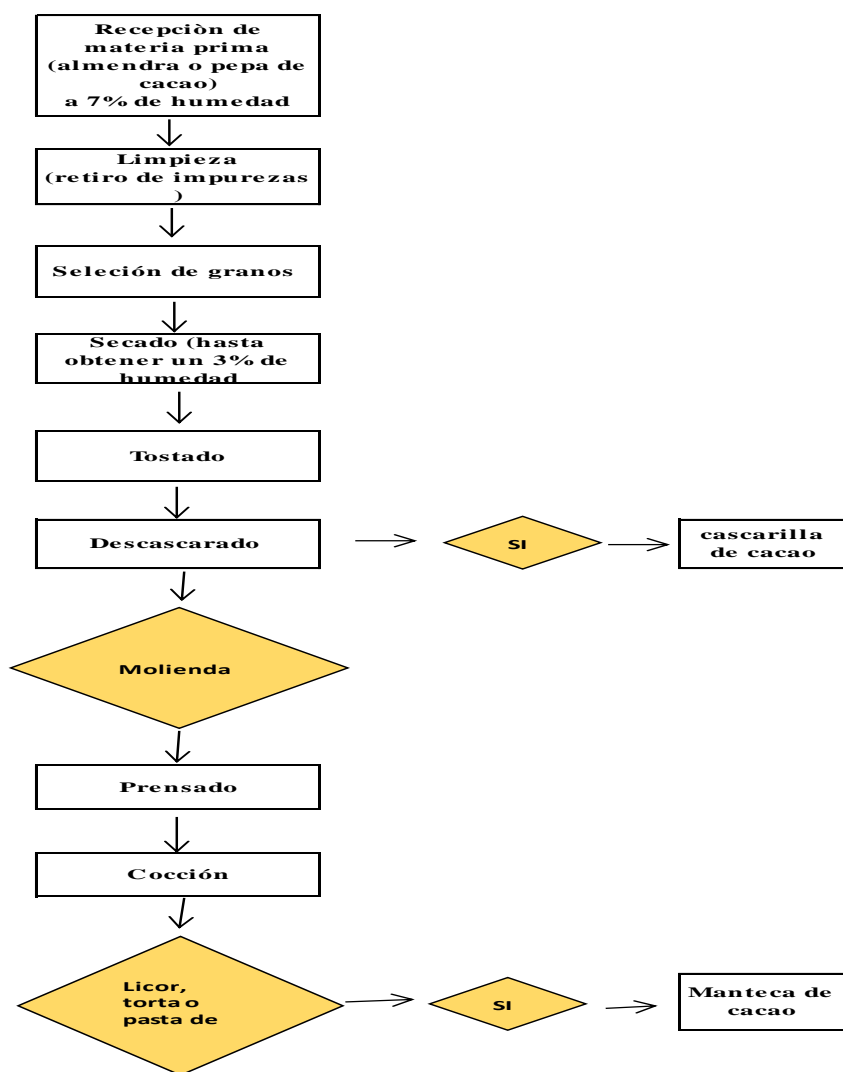 Recepciòn de
materia prima
(almendra o pepa de
cacao)
a 7% de humedad
Limpieza
(retiro de impurezas
)
Seleción de granos
Secado (hasta
obtener un 3% de
humedad
Tostado
Descascarado
SI
cascarilla
de cacao
Molienda
Prensado
Cocción
Licor,
torta o
pasta de
SI
Manteca de
cacao